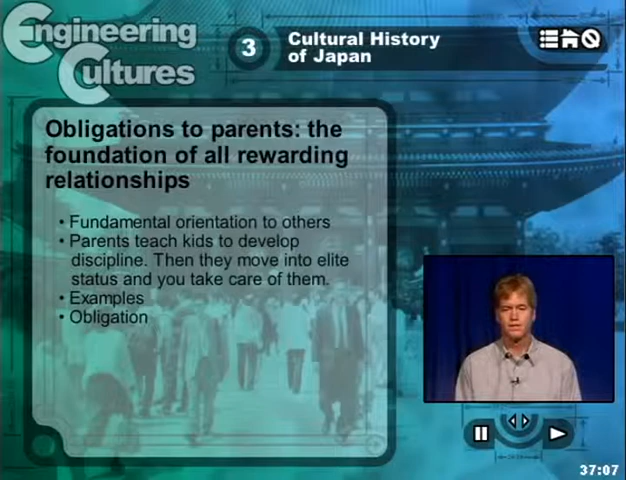 Engineering
Cultures
3
Cultural History
of Japan
Obligations to parents: the
foundation of all rewarding
relationships
• Fundamental orientation to others
• Parents teach kids to develop
discipline. Then they move into elite
status and you take care of them.
• Examples
• Obligation
37:07